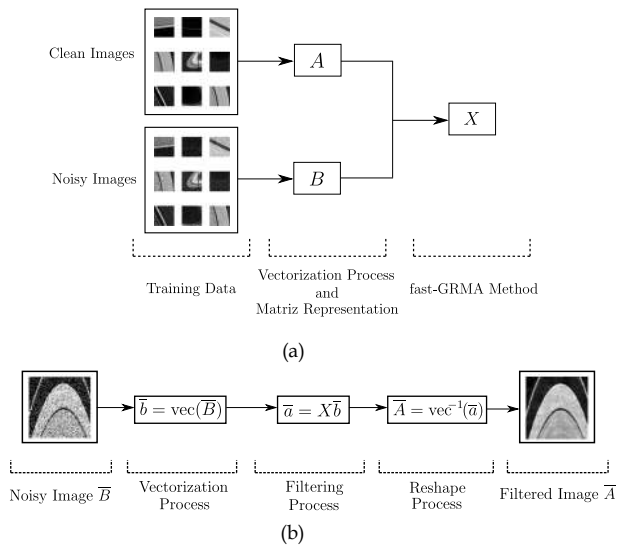 Clean Images
A
X
Noisy Images
B
Training Data
Vectorization Process
and
Matriz Representation
fast-GRMA Method
(a)
b̅ = vec(B̅)
a̅ = Xb̅
A̅ = vec⁻¹(a̅)
Noisy Image B̅
Vectorization
Process
Filtering
Process
Reshape
Process
Filtered Image A̅
(b)